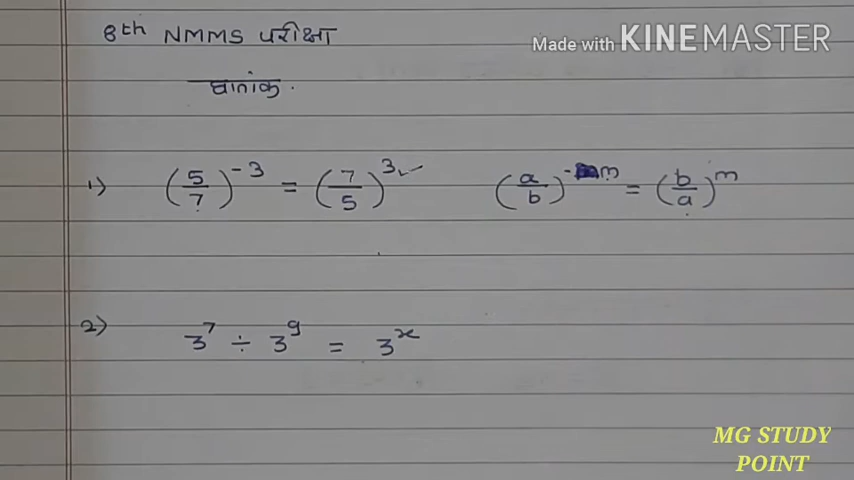 8th NMMS परीक्षा
Made with KINEMASTER
घातांक.
1) (5/7)^-3 = (7/5)^3 (a/b)^-m = (b/a)^m
2) 3^7 ÷ 3^9 = 3^x
MG STUDY
POINT